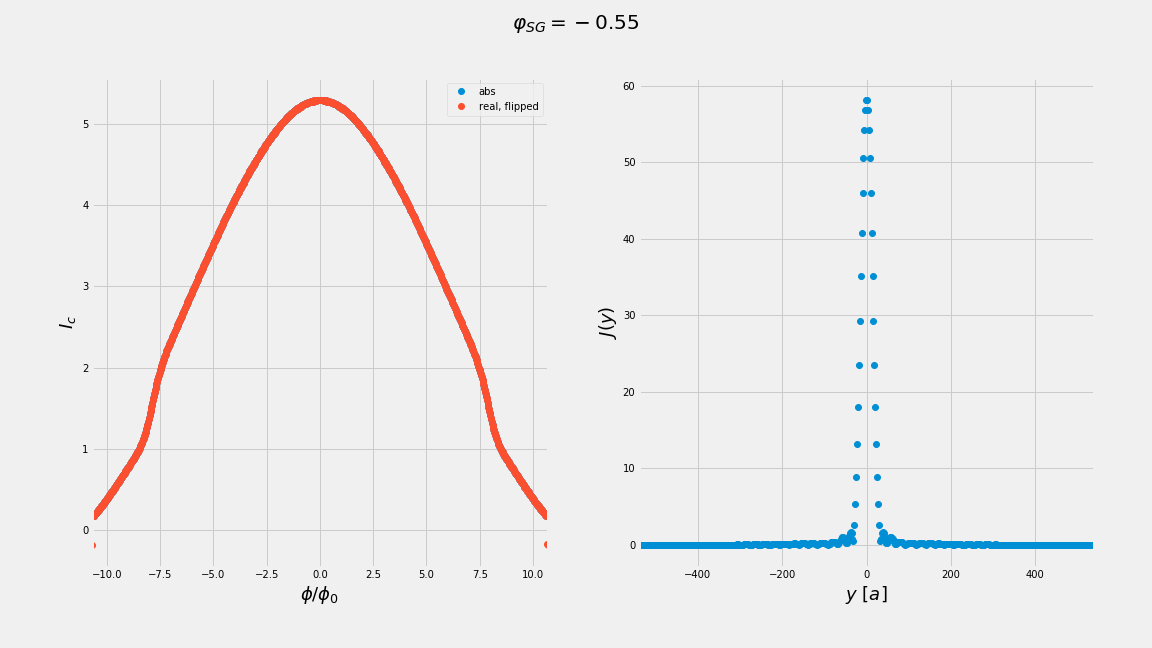 φ_SG = −0.55
abs
real, flipped
5
4
3
2
1
0
I_c
−10.0 −7.5 −5.0 −2.5 0.0 2.5 5.0 7.5 10.0
ϕ/ϕ_0
60
50
40
30
20
10
0
J(y)
−400 −200 0 200 400
y [a]